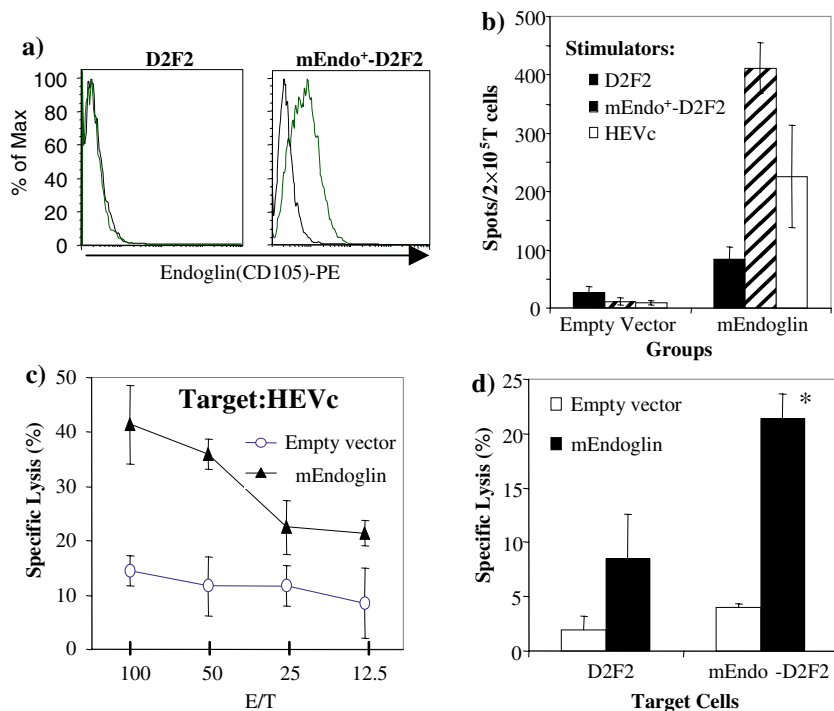 a)
D2F2
mEndo⁺-D2F2
% of Max
100
80
60
40
20
0
Endoglin(CD105)-PE
b)
Spots/2×10⁵T cells
500
400
300
200
100
0
Stimulators:
D2F2
mEndo⁺-D2F2
HEVc
Empty Vector
mEndoglin
Groups
c)
Target:HEVc
Specific Lysis (%)
50
40
30
20
10
0
Empty vector
mEndoglin
100
50
25
12.5
E/T
d)
Specific Lysis (%)
25
20
15
10
5
0
Empty vector
mEndoglin
*
D2F2
mEndo -D2F2
Target Cells